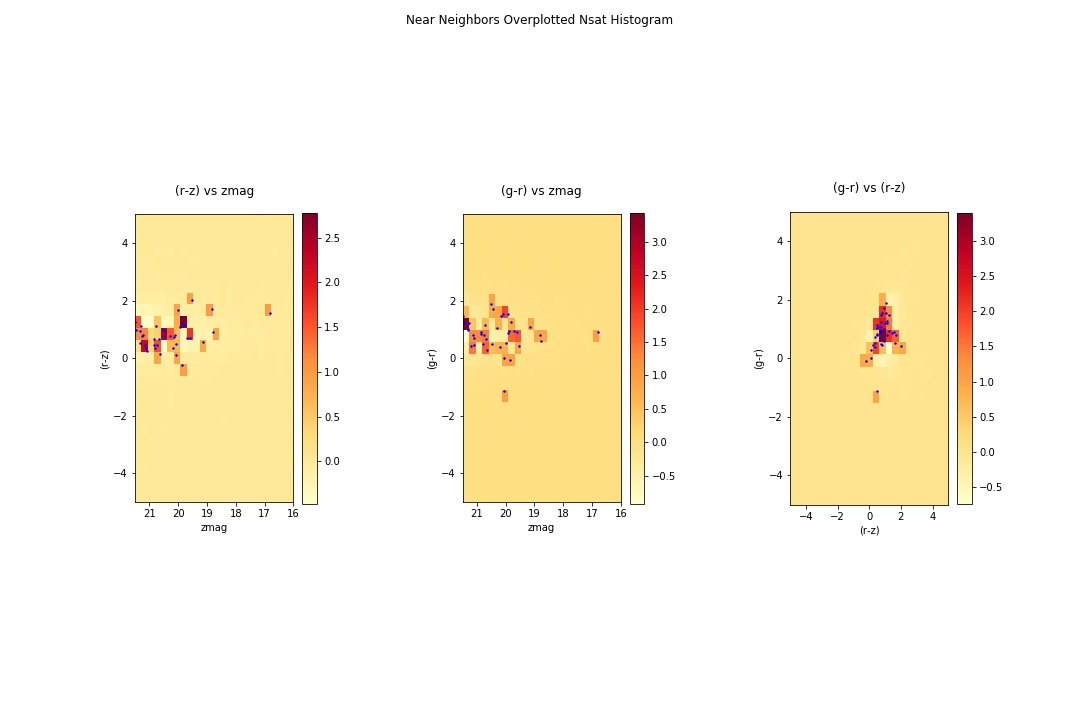 Near Neighbors Overplotted Nsat Histogram
(r-z) vs zmag
(r-z)
4
2
0
−2
−4
21 20 19 18 17 16
zmag
2.5
2.0
1.5
1.0
0.5
0.0
(g-r) vs zmag
(g-r)
4
2
0
−2
−4
21 20 19 18 17 16
zmag
3.0
2.5
2.0
1.5
1.0
0.5
0.0
−0.5
(g-r) vs (r-z)
(g-r)
4
2
0
−2
−4
−4 −2 0 2 4
(r-z)
3.0
2.5
2.0
1.5
1.0
0.5
0.0
−0.5